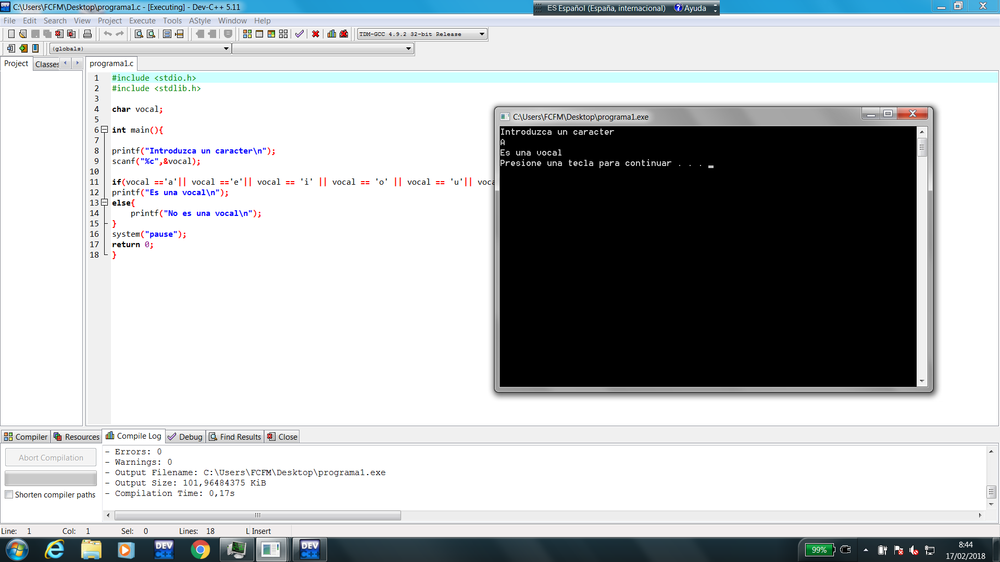 C:\Users\FCFM\Desktop\programa1.c - [Executing] - Dev-C++ 5.11
ES Español (España, internacional) Ayuda
File Edit Search View Project Execute Tools AStyle Window Help
TDM-GCC 4.9.2 32-bit Release
(globals)
Project Classes programa1.c
1 #include <stdio.h>
2 #include <stdlib.h>
3
4 char vocal;
5
6 int main(){
7
8 printf("Introduzca un caracter\n");
9 scanf("%c",&vocal);
10
11 if(vocal =='a'|| vocal =='e'|| vocal == 'i' || vocal == 'o' || vocal == 'u'|| voca
12 printf("Es una vocal\n");
13 else{
14 printf("No es una vocal\n");
15 }
16 system("pause");
17 return 0;
18 }
C:\Users\FCFM\Desktop\programa1.exe
Introduzca un caracter
A
Es una vocal
Presione una tecla para continuar . . .
Compiler Resources Compile Log Debug Find Results Close
Abort Compilation
Shorten compiler paths
- Errors: 0
- Warnings: 0
- Output Filename: C:\Users\FCFM\Desktop\programa1.exe
- Output Size: 101,96484375 KiB
- Compilation Time: 0,17s
Line: 1 Col: 1 Sel: 0 Lines: 18 L Insert
DEV C++
DEV C++
99%
8:44
17/02/2018